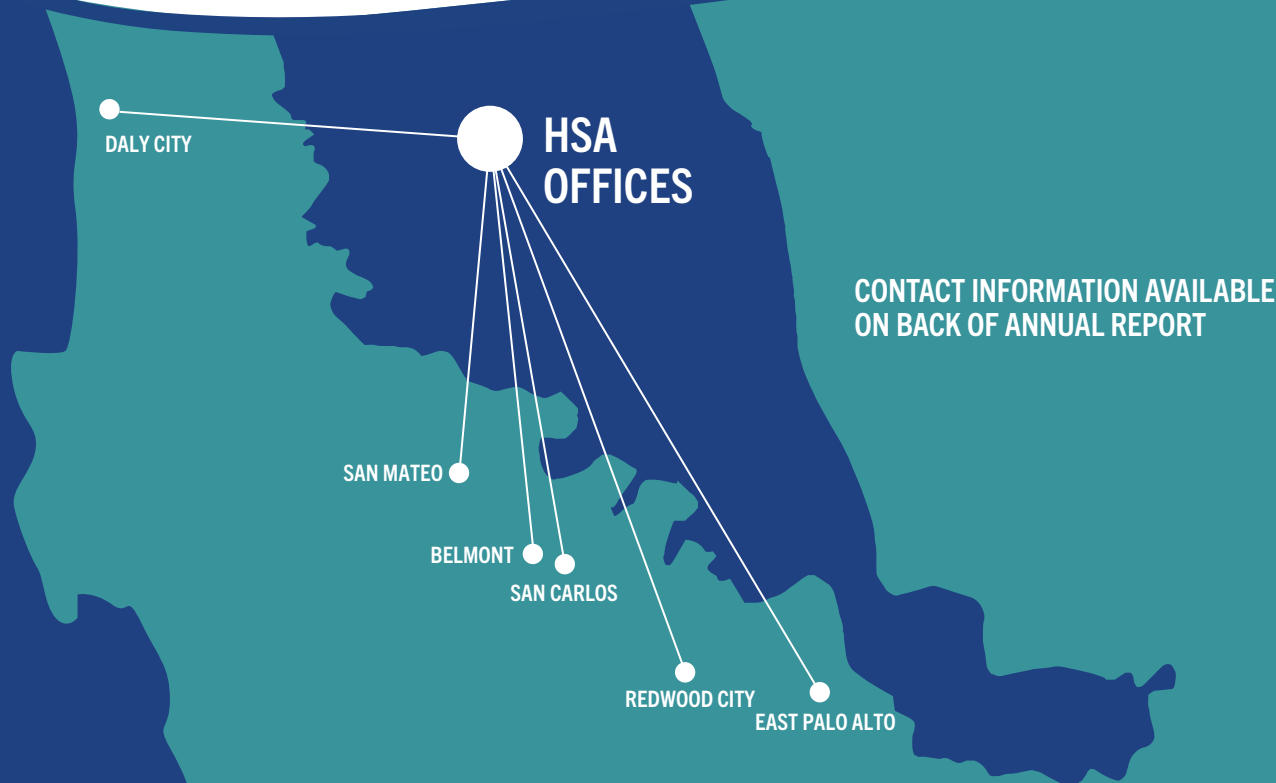 DALY CITY
HSA
OFFICES
CONTACT INFORMATION AVAILABLE
ON BACK OF ANNUAL REPORT
SAN MATEO
BELMONT
SAN CARLOS
REDWOOD CITY
EAST PALO ALTO